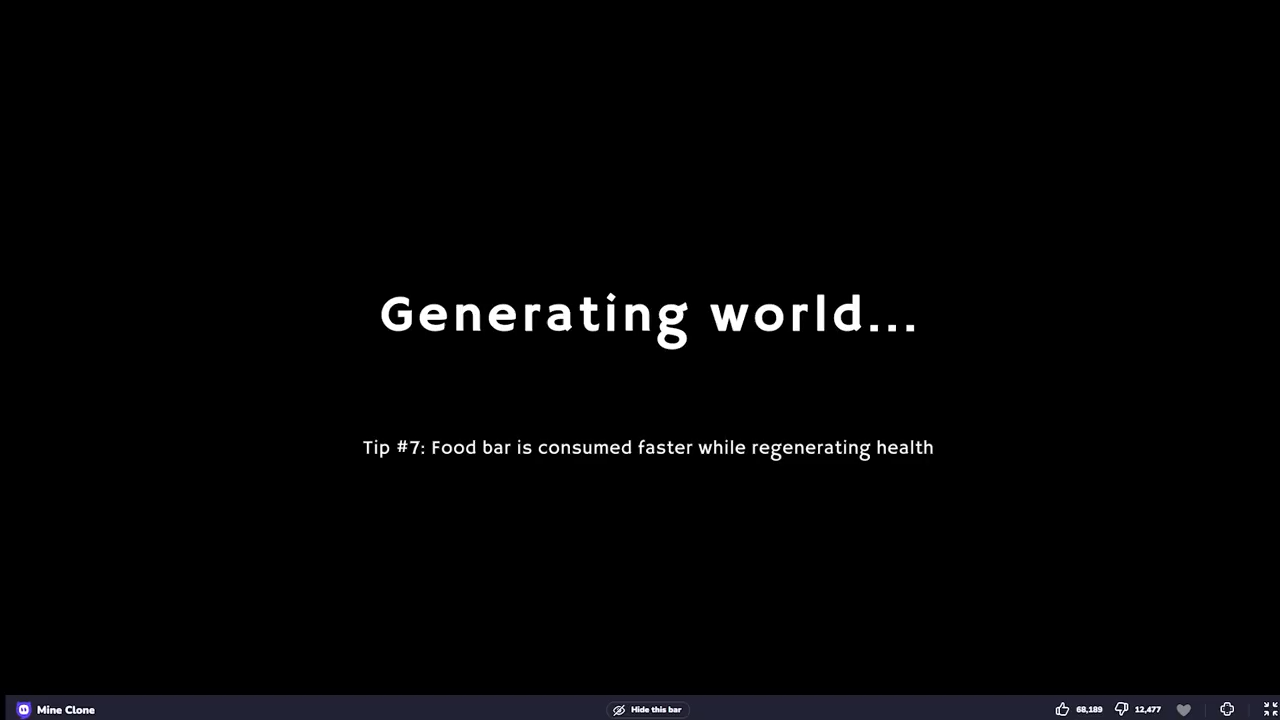 Generating world...
Tip #7: Food bar is consumed faster while regenerating health
Mine Clone
Hide this bar
68,189
12,477